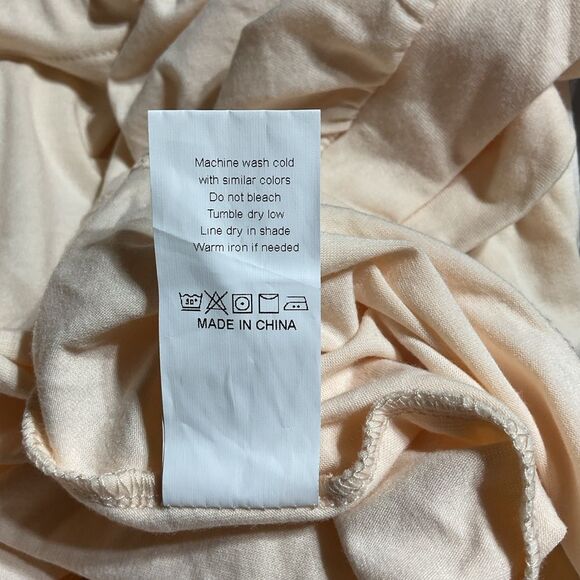 Machine wash cold
with similar colors
Do not bleach
Tumble dry low
Line dry in shade
Warm iron if needed
30°
MADE IN CHINA